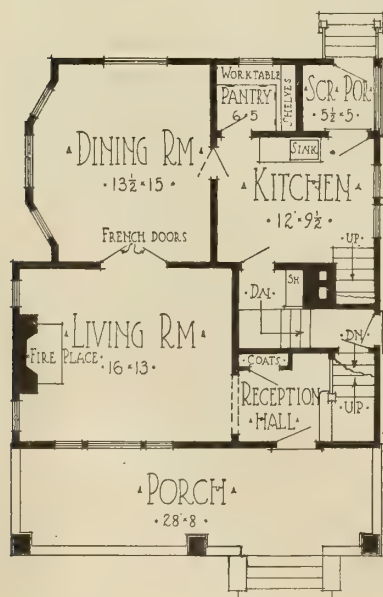 WORKTABLE
PANTRY
6·5
SHELVES
SCR POR
5½×5
DINING RM
13½×15
SINK
KITCHEN
12'×9½
UP
FRENCH DOORS
DN
SH
LIVING RM
16×13
FIRE PLACE
DN
COATS
RECEPTION
HALL
UP
PORCH
28'×8